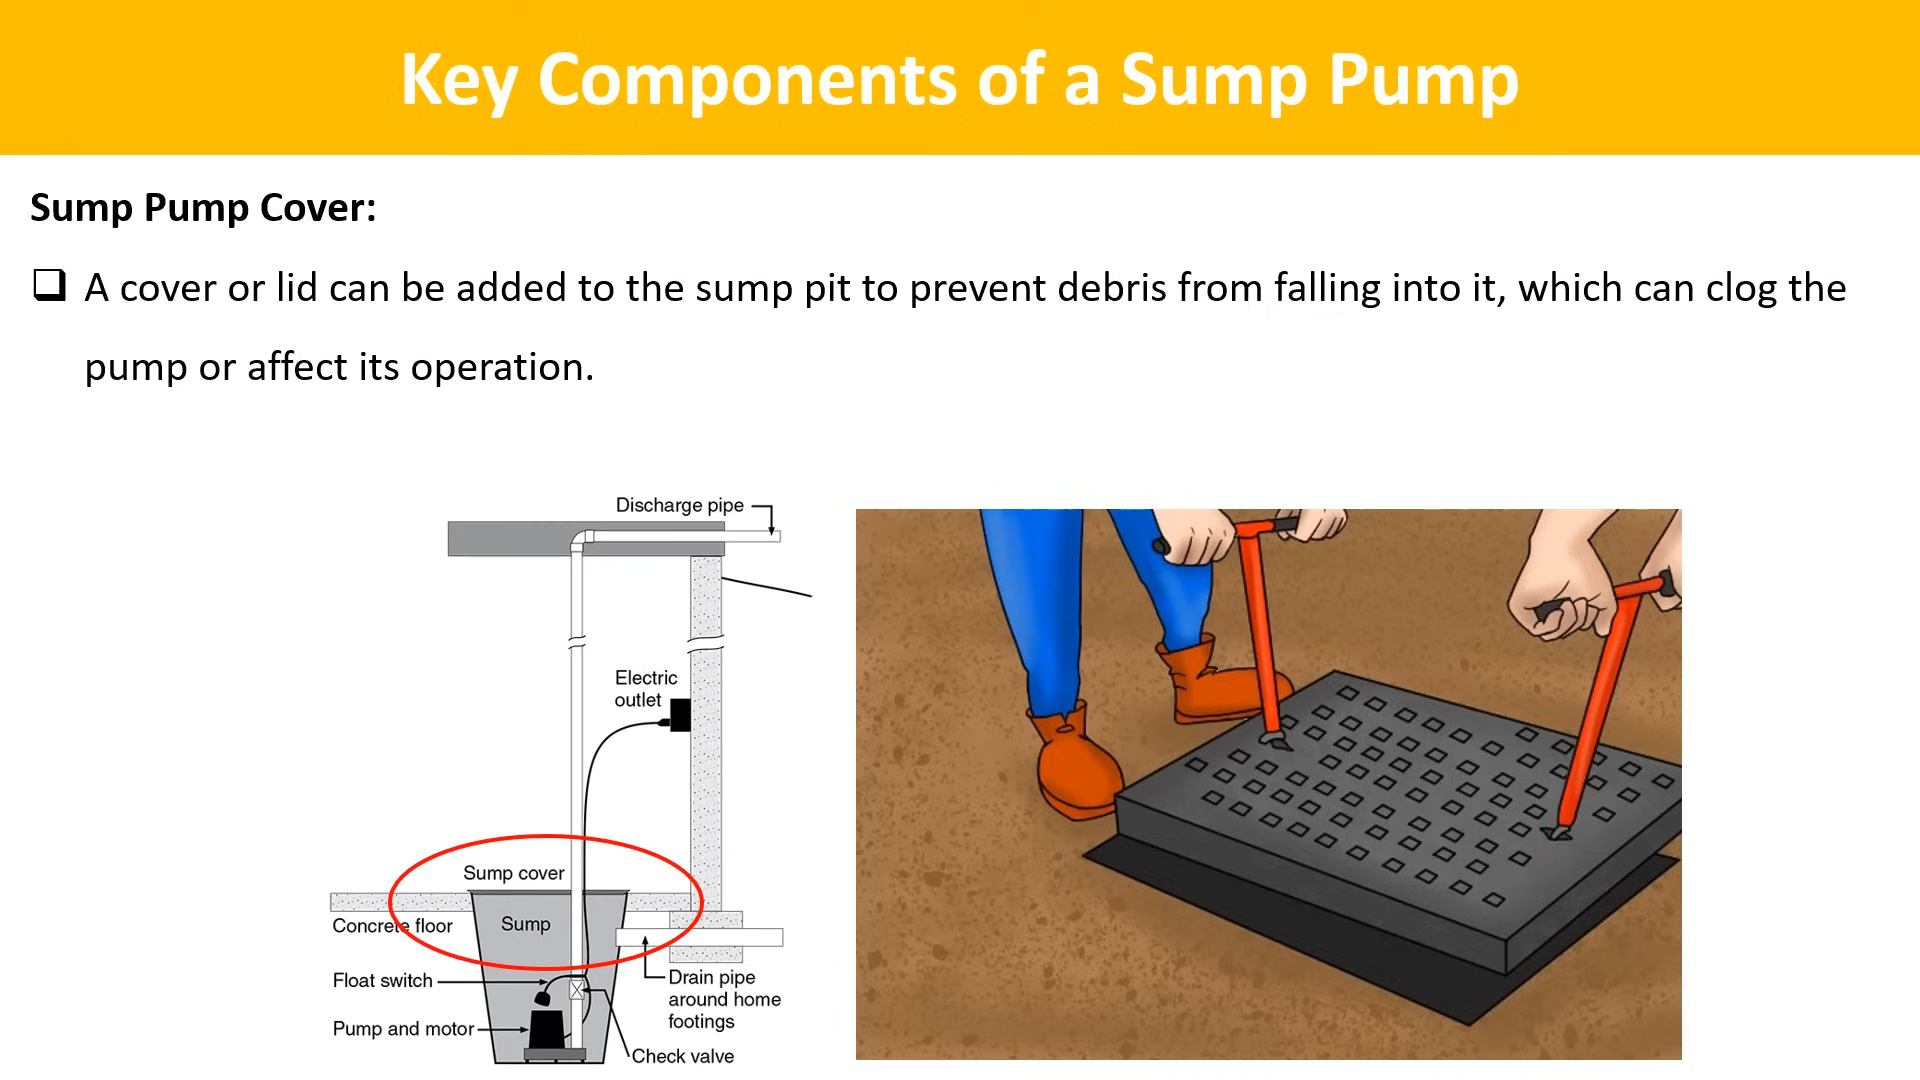 Key Components of a Sump Pump
Sump Pump Cover:
❑ A cover or lid can be added to the sump pit to prevent debris from falling into it, which can clog the
pump or affect its operation.
Discharge pipe
Electric
outlet
Sump cover
Concrete floor
Sump
Float switch
Drain pipe
around home
footings
Pump and motor
Check valve